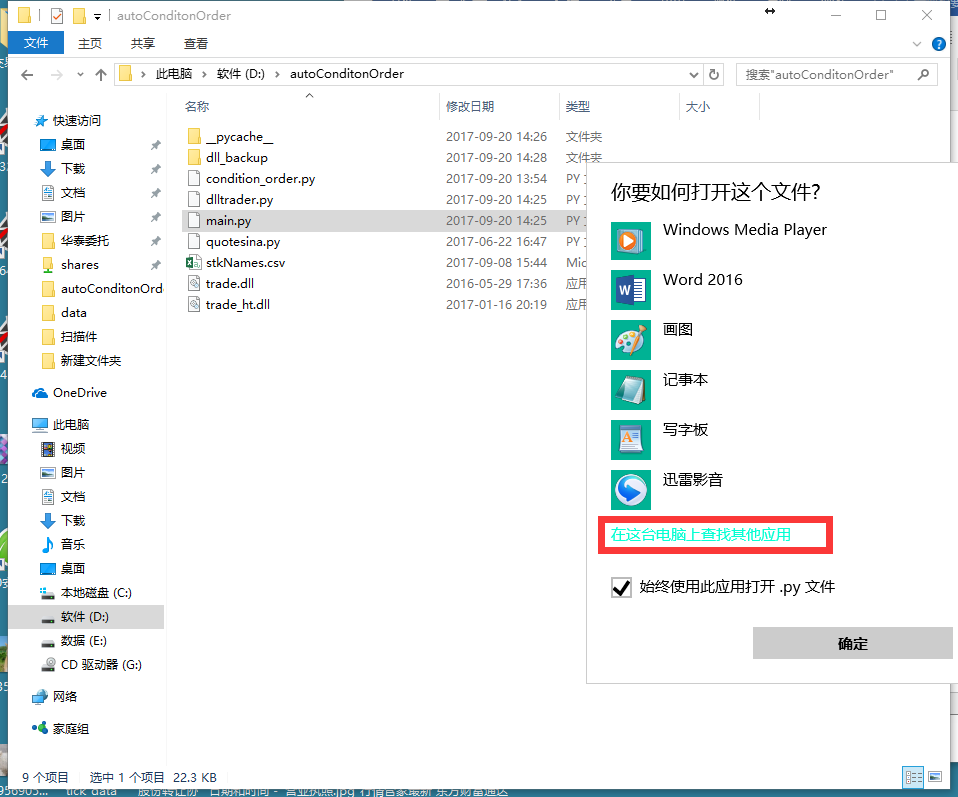 autoConditonOrder
文件 主页 共享 查看
此电脑 软件 (D:) autoConditonOrder
搜索"autoConditonOrder"
名称 修改日期 类型 大小
快速访问
桌面
下载
文档
图片
华泰委托
shares
autoConditonOrd
data
扫描件
新建文件夹
OneDrive
此电脑
视频
图片
文档
下载
音乐
桌面
本地磁盘 (C:)
软件 (D:)
数据 (E:)
CD 驱动器 (G:)
网络
家庭组
__pycache__ 2017-09-20 14:26 文件夹
dll_backup 2017-09-20 14:28 文件夹
condition_order.py 2017-09-20 13:54 PY
dlltrader.py 2017-09-20 14:25 PY
main.py 2017-09-20 14:25 PY
quotesina.py 2017-06-22 16:47 PY
stkNames.csv 2017-09-08 15:44 Mic
trade.dll 2016-05-29 17:36 应用
trade_ht.dll 2017-01-16 20:19 应用
你要如何打开这个文件?
Windows Media Player
Word 2016
画图
记事本
写字板
迅雷影音
在这台电脑上查找其他应用
始终使用此应用打开 .py 文件
确定
9 个项目 选中 1 个项目 22.3 KB